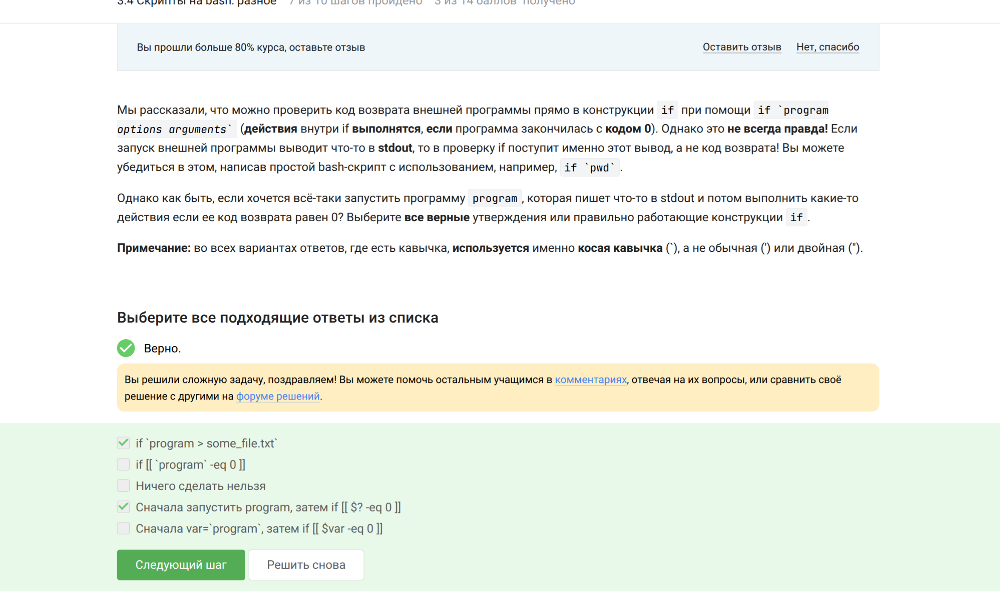 3.4 Скрипты на bash: разное 7 из 10 шагов пройдено 3 из 14 баллов получено
Вы прошли больше 80% курса, оставьте отзыв Оставить отзыв Нет, спасибо
Мы рассказали, что можно проверить код возврата внешней программы прямо в конструкции if при помощи if `program
options arguments` (действия внутри if выполнятся, если программа закончилась с кодом 0). Однако это не всегда правда! Если
запуск внешней программы выводит что-то в stdout, то в проверку if поступит именно этот вывод, а не код возврата! Вы можете
убедиться в этом, написав простой bash-скрипт с использованием, например, if `pwd`.
Однако как быть, если хочется всё-таки запустить программу program, которая пишет что-то в stdout и потом выполнить какие-то
действия если ее код возврата равен 0? Выберите все верные утверждения или правильно работающие конструкции if.
Примечание: во всех вариантах ответов, где есть кавычка, используется именно косая кавычка (`), а не обычная (') или двойная (").
Выберите все подходящие ответы из списка
Верно.
Вы решили сложную задачу, поздравляем! Вы можете помочь остальным учащимся в комментариях, отвечая на их вопросы, или сравнить своё
решение с другими на форуме решений.
if `program > some_file.txt`
if [[ `program` -eq 0 ]]
Ничего сделать нельзя
Сначала запустить program, затем if [[ $? -eq 0 ]]
Сначала var=`program`, затем if [[ $var -eq 0 ]]
Следующий шаг Решить снова